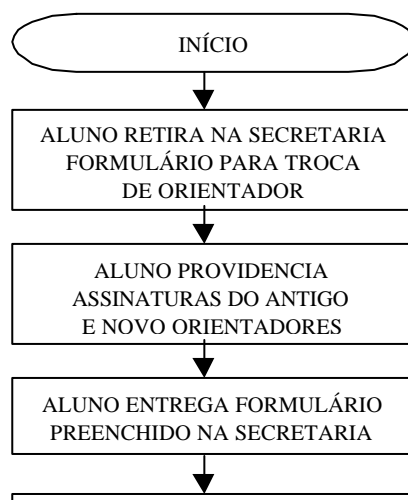 INÍCIO
ALUNO RETIRA NA SECRETARIA
FORMULÁRIO PARA TROCA
DE ORIENTADOR
ALUNO PROVIDENCIA
ASSINATURAS DO ANTIGO
E NOVO ORIENTADORES
ALUNO ENTREGA FORMULÁRIO
PREENCHIDO NA SECRETARIA